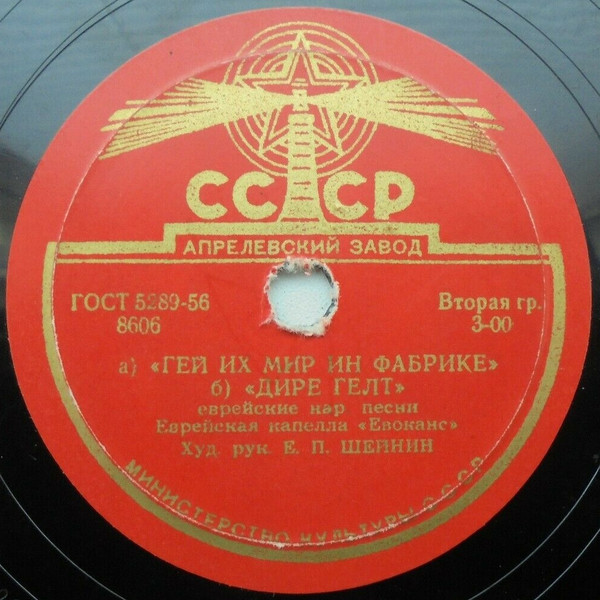 СССР
АПРЕЛЕВСКИЙ ЗАВОД
ГОСТ 5289-56
8606
Вторая гр.
3-00
а) «ГЕЙ ИХ МИР ИН ФАБРИКЕ»
б) «ДИРЕ ГЕЛТ»
еврейские нар песни
Еврейская капелла «Евоканс»
Худ. рук. Е. П. ШЕЙНИН
МИНИСТЕРСТВО КУЛЬТУРЫ СССР